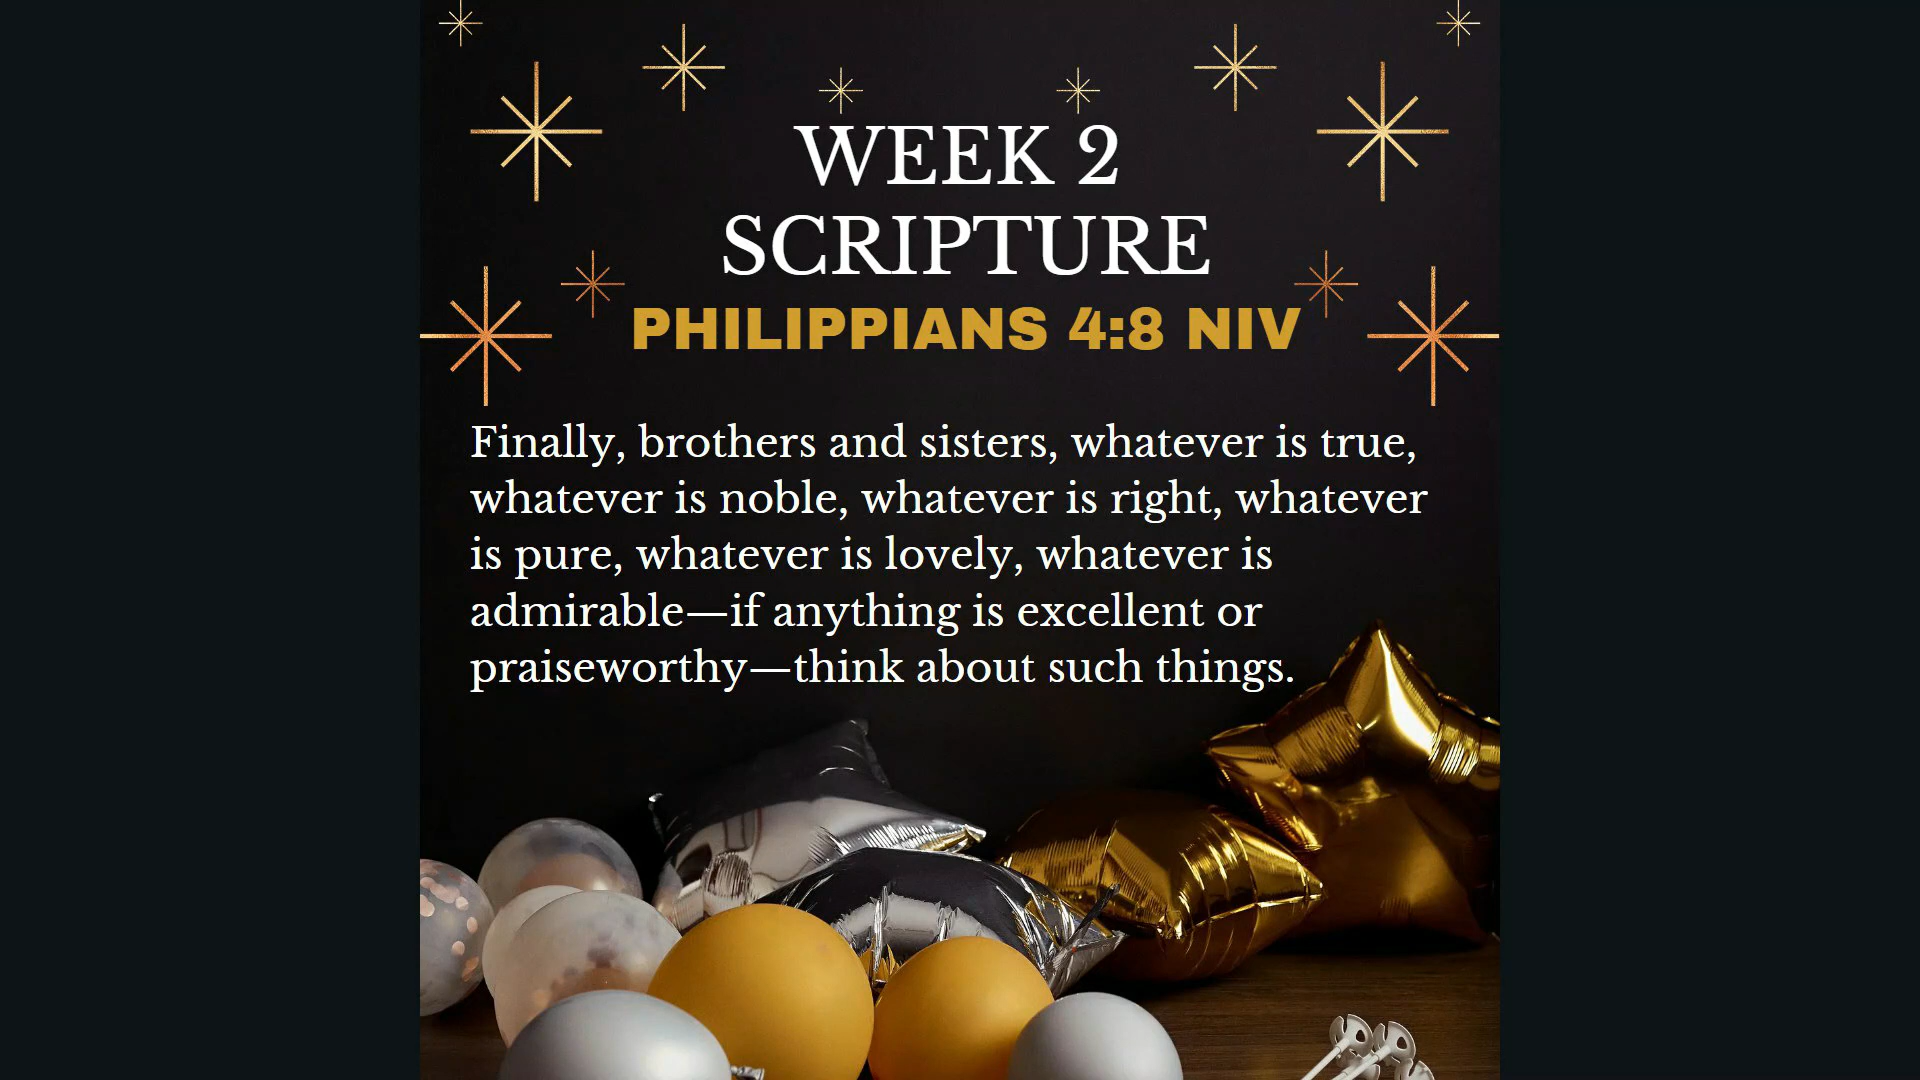 WEEK 2
SCRIPTURE
PHILIPPIANS 4:8 NIV
Finally, brothers and sisters, whatever is true,
whatever is noble, whatever is right, whatever
is pure, whatever is lovely, whatever is
admirable—if anything is excellent or
praiseworthy—think about such things.